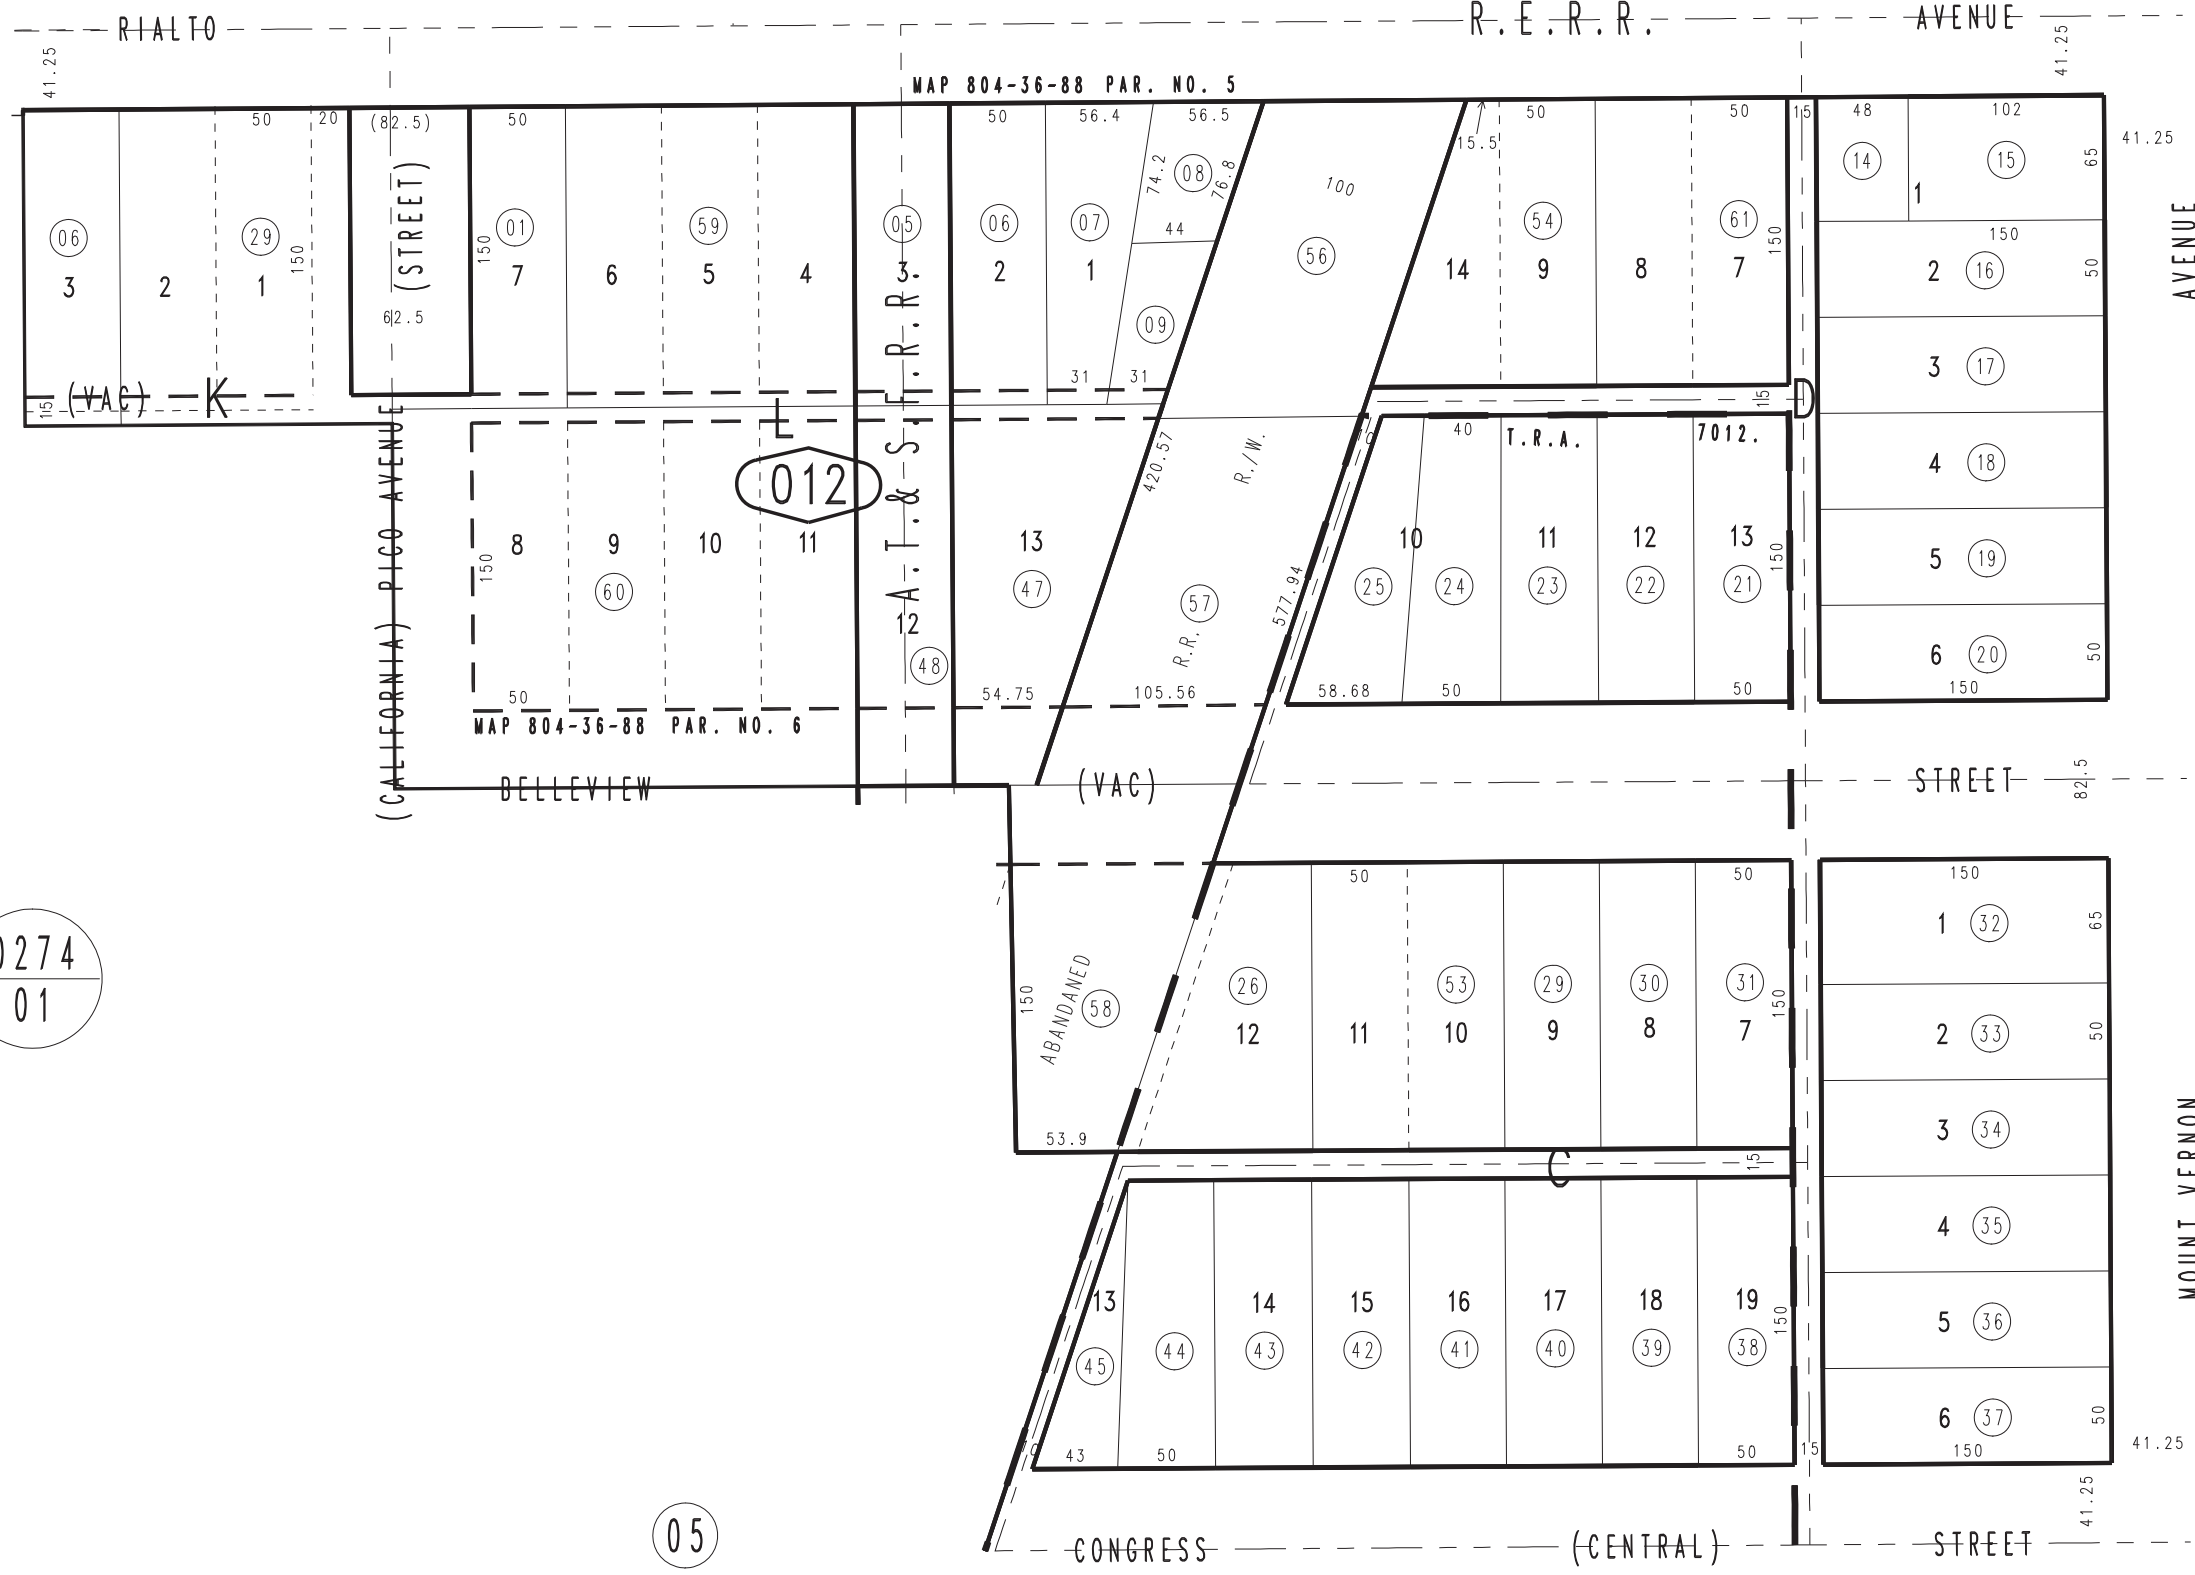 RIALTO R.E.R.R. AVENUE
41.25 41.25
MAP 804-36-88 PAR. NO. 5
50 20 (82.5) 50 50 56.4 56.5 50 50 15 48 102
15.5 41.25
(STREET) 74.2 08 76.8 100 14 15 65
1
06 29 01 59 05 06 07 44 56 54 61 AVENUE
150 150 150 150
3 2 1 7 6 5 4 3 2 1 14 9 8 7 2 16 50
62.5 09
A.T.&S.F.R.R.
3 17
31 31
15 (VAC) K L 15 D
10 40 T.R.A. 7012.
420.57 R./W.
012 4 18
8 9 10 11 13 10 11 12 13
150 150 5 19
60 47 57 577.94 25 24 23 22 21
12
48 R.R. 6 20 50
50 54.75 105.56 58.68 50 50 150
MAP 804-36-88 PAR. NO. 6
(CALIFORNIA) PICO AVENUE
BELLEVIEW (VAC) STREET 82.5
50 50 150
1 32 65
0274
01
ABANDANED 58 150 26 53 29 30 31 150
12 11 10 9 8 7 2 33 50
53.9 3 34
C 15
MOUNT VERNON
4 35
13 14 15 16 17 18 19 150 5 36
45 44 43 42 41 40 39 38
6 37 50
43 50 50 15 150 41.25
41.25
05
CONGRESS (CENTRAL) STREET